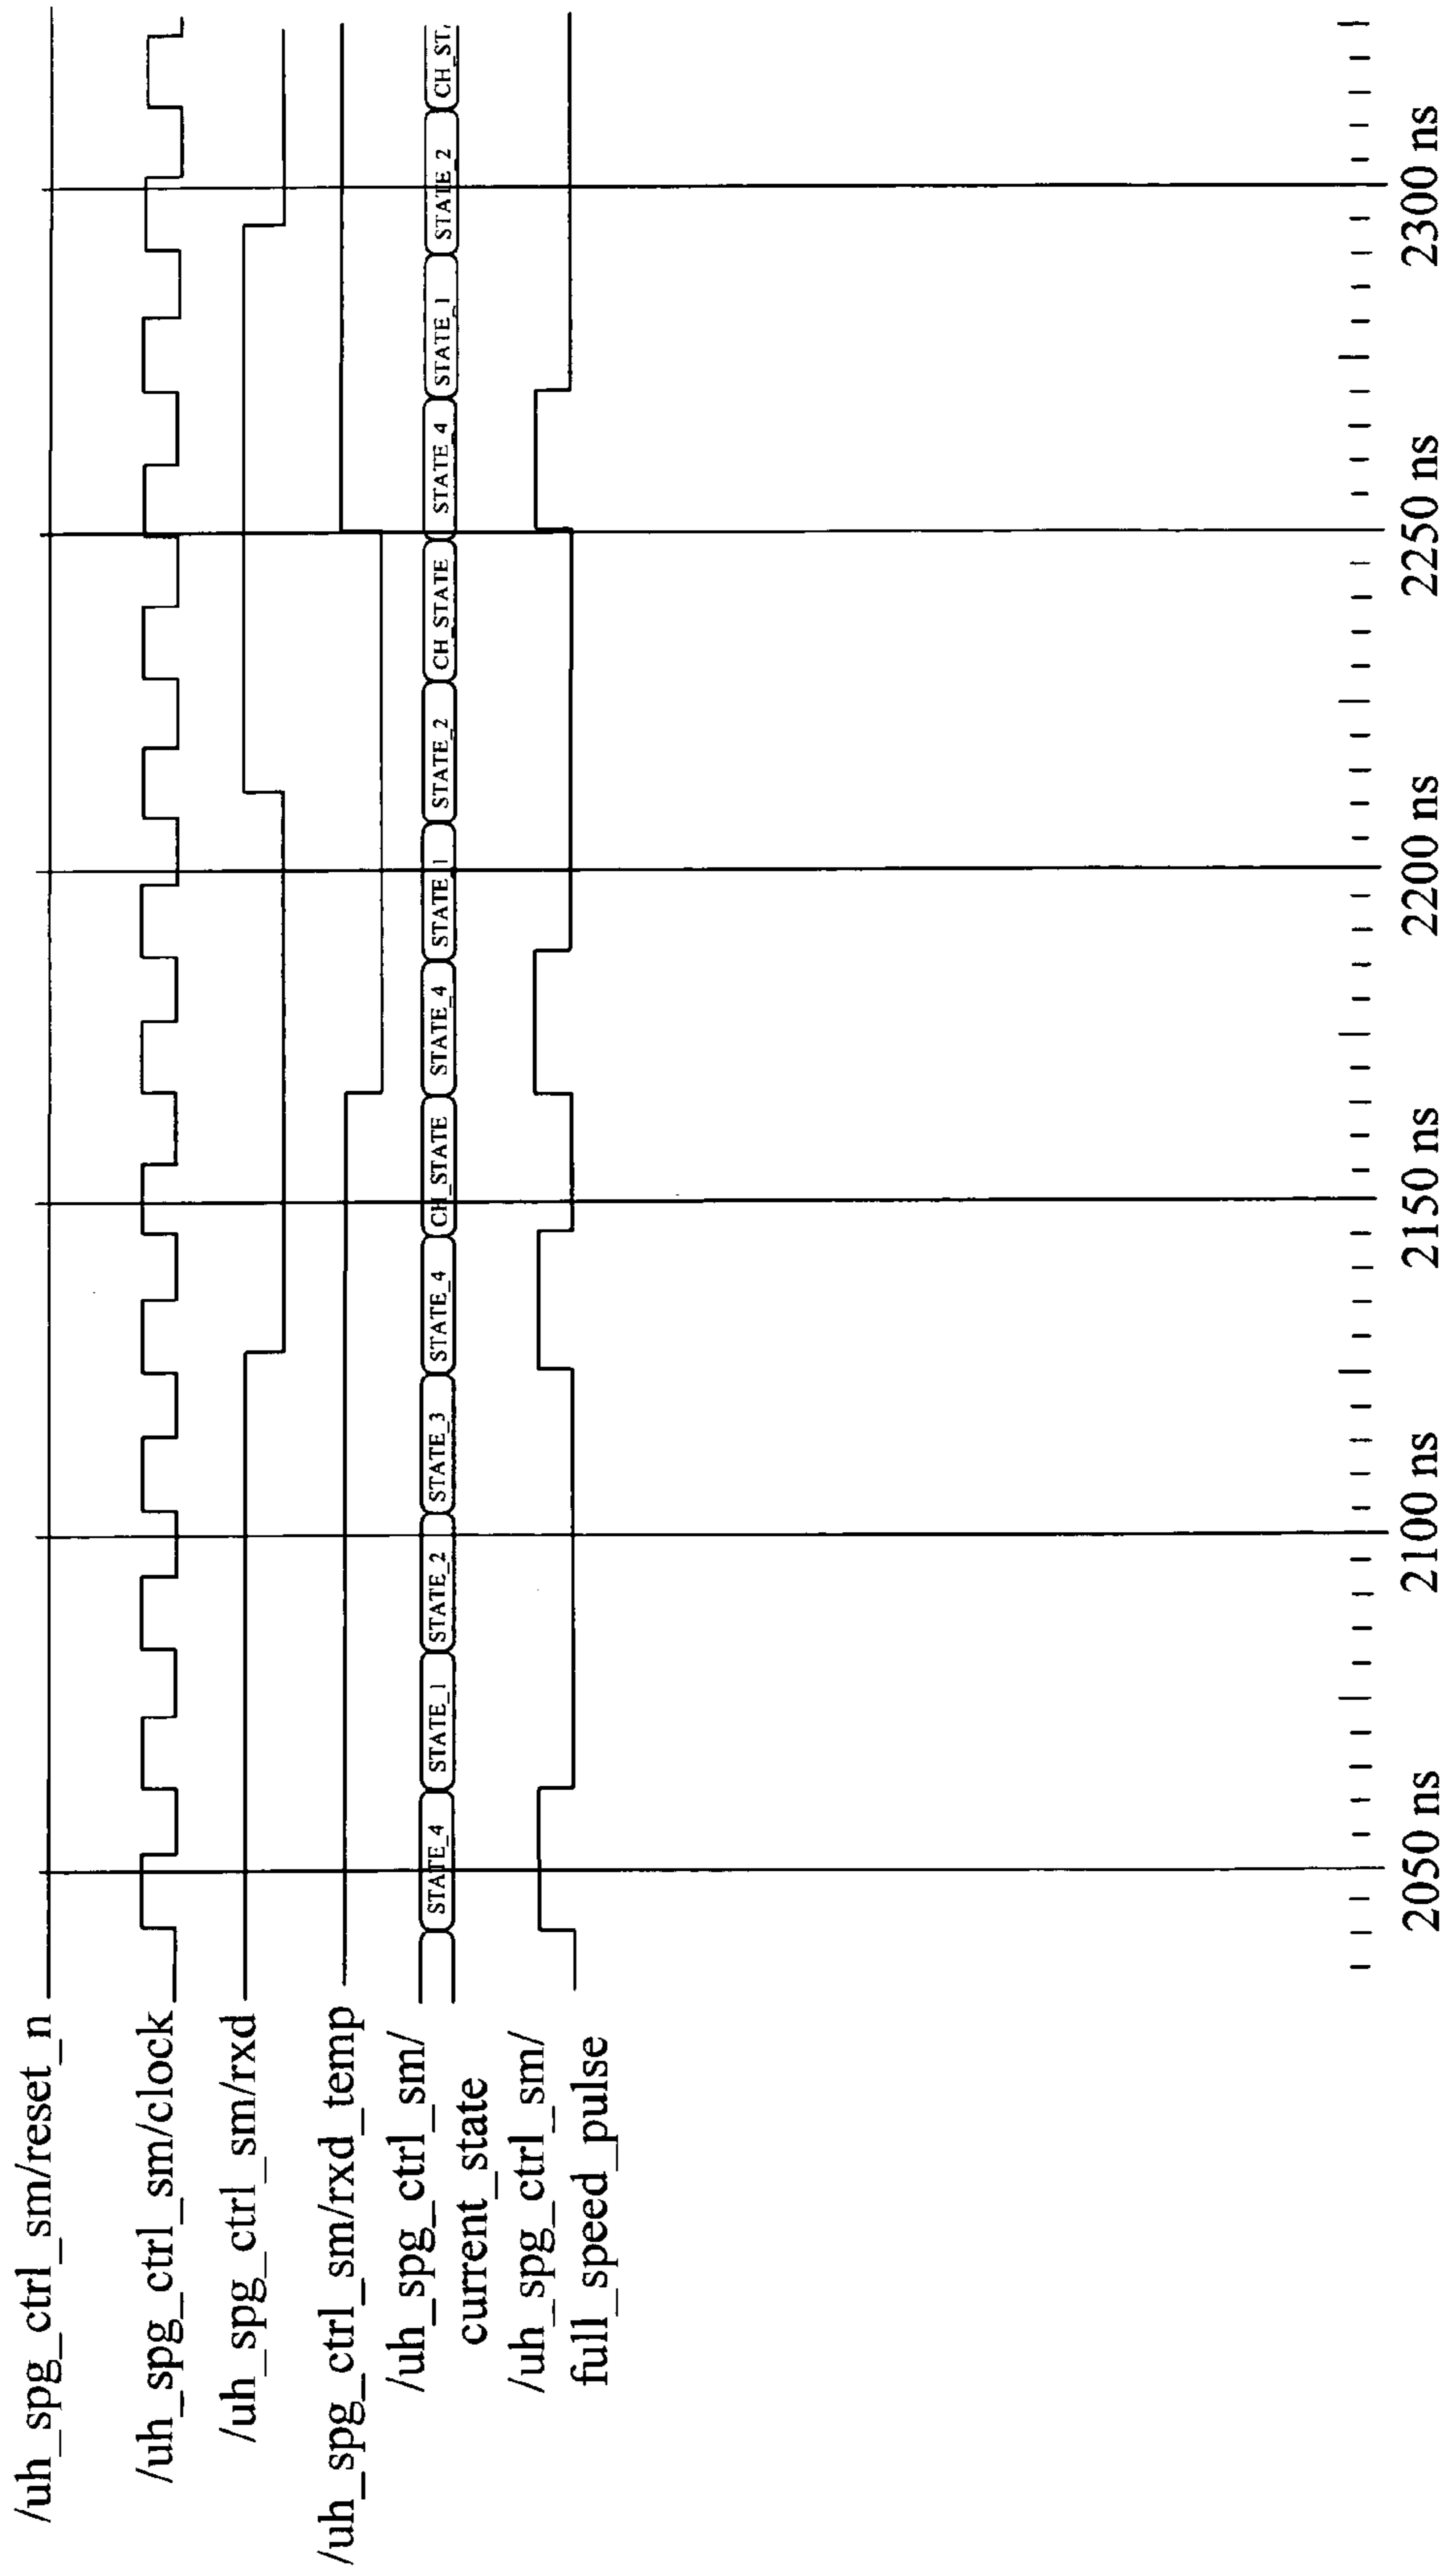 /uh_spg_ctrl_sm/reset_n
/uh_spg_ctrl_sm/clock
/uh_spg_ctrl_sm/rxd
/uh_spg_ctrl_sm/rxd_temp
/uh_spg_ctrl_sm/
current_state
STATE_4 STATE_1 STATE_2 STATE_3 STATE_4 CH_STATE STATE_4 STATE_1 STATE_2 CH_STATE STATE_4 STATE_1 STATE_2 CH_ST.
/uh_spg_ctrl_sm/
full_speed_pulse
2050 ns 2100 ns 2150 ns 2200 ns 2250 ns 2300 ns